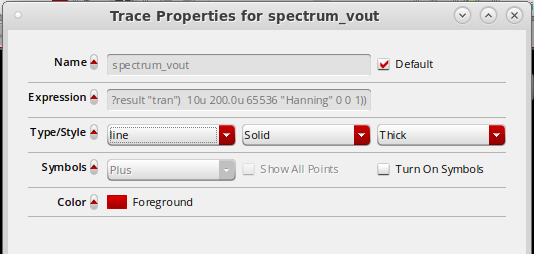 Trace Properties for spectrum_vout
Name spectrum_vout Default
Expression ?result "tran") 10u 200.0u 65536 "Hanning" 0 0 1))
Type/Style line Solid Thick
Symbols Plus Show All Points Turn On Symbols
Color Foreground